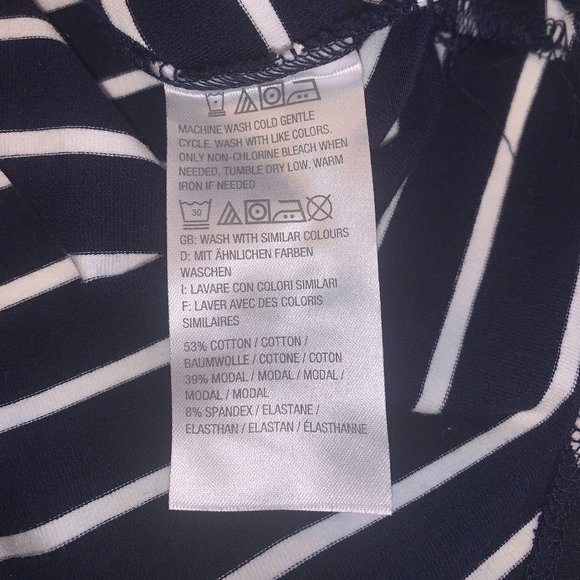 MACHINE WASH COLD GENTLE
CYCLE. WASH WITH LIKE COLORS.
ONLY NON-CHLORINE BLEACH WHEN
NEEDED. TUMBLE DRY LOW. WARM
IRON IF NEEDED
30
GB: WASH WITH SIMILAR COLOURS
D: MIT ÄHNLICHEN FARBEN
WASCHEN
I: LAVARE CON COLORI SIMILARI
F: LAVER AVEC DES COLORIS
SIMILAIRES
53% COTTON / COTTON /
BAUMWOLLE / COTONE / COTON
39% MODAL / MODAL / MODAL /
MODAL / MODAL
8% SPANDEX / ELASTANE /
ELASTHAN / ELASTAN / ÉLASTHANNE